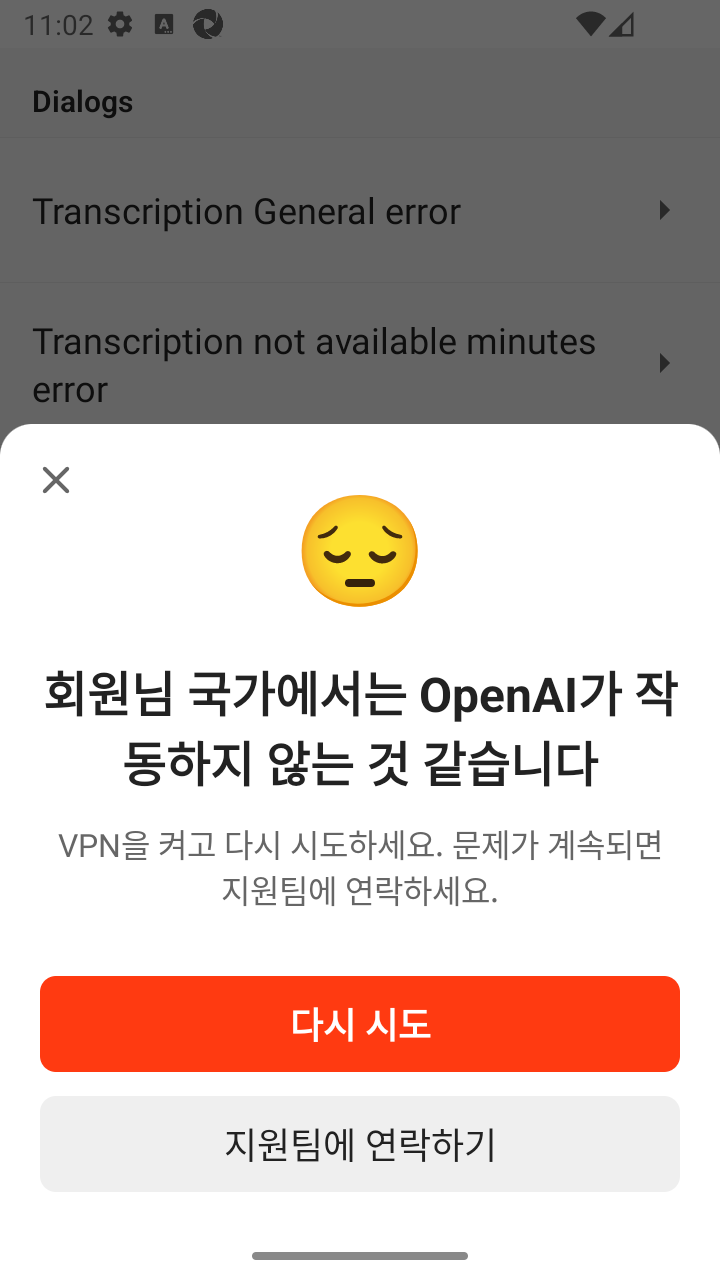 11:02
Dialogs
Transcription General error
Transcription not available minutes
error
회원님 국가에서는 OpenAI가 작
동하지 않는 것 같습니다
VPN을 켜고 다시 시도하세요. 문제가 계속되면
지원팀에 연락하세요.
다시 시도
지원팀에 연락하기